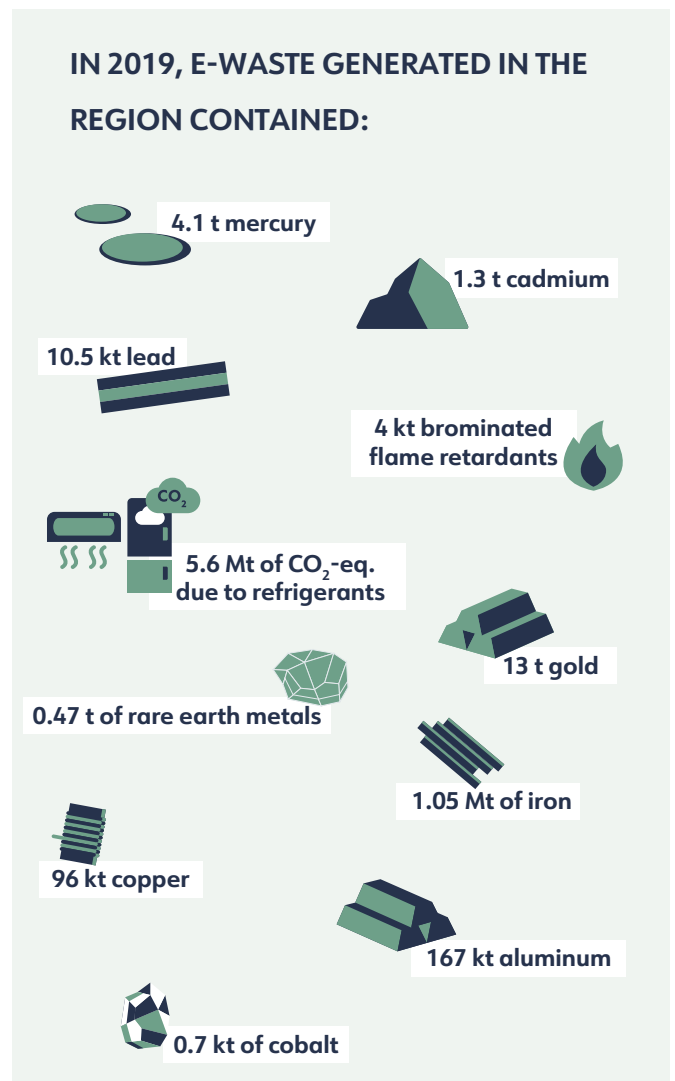 IN 2019, E-WASTE GENERATED IN THE
REGION CONTAINED:
4.1 t mercury
1.3 t cadmium
10.5 kt lead
4 kt brominated
flame retardants
CO₂
5.6 Mt of CO₂-eq.
due to refrigerants
13 t gold
0.47 t of rare earth metals
1.05 Mt of iron
96 kt copper
167 kt aluminum
0.7 kt of cobalt